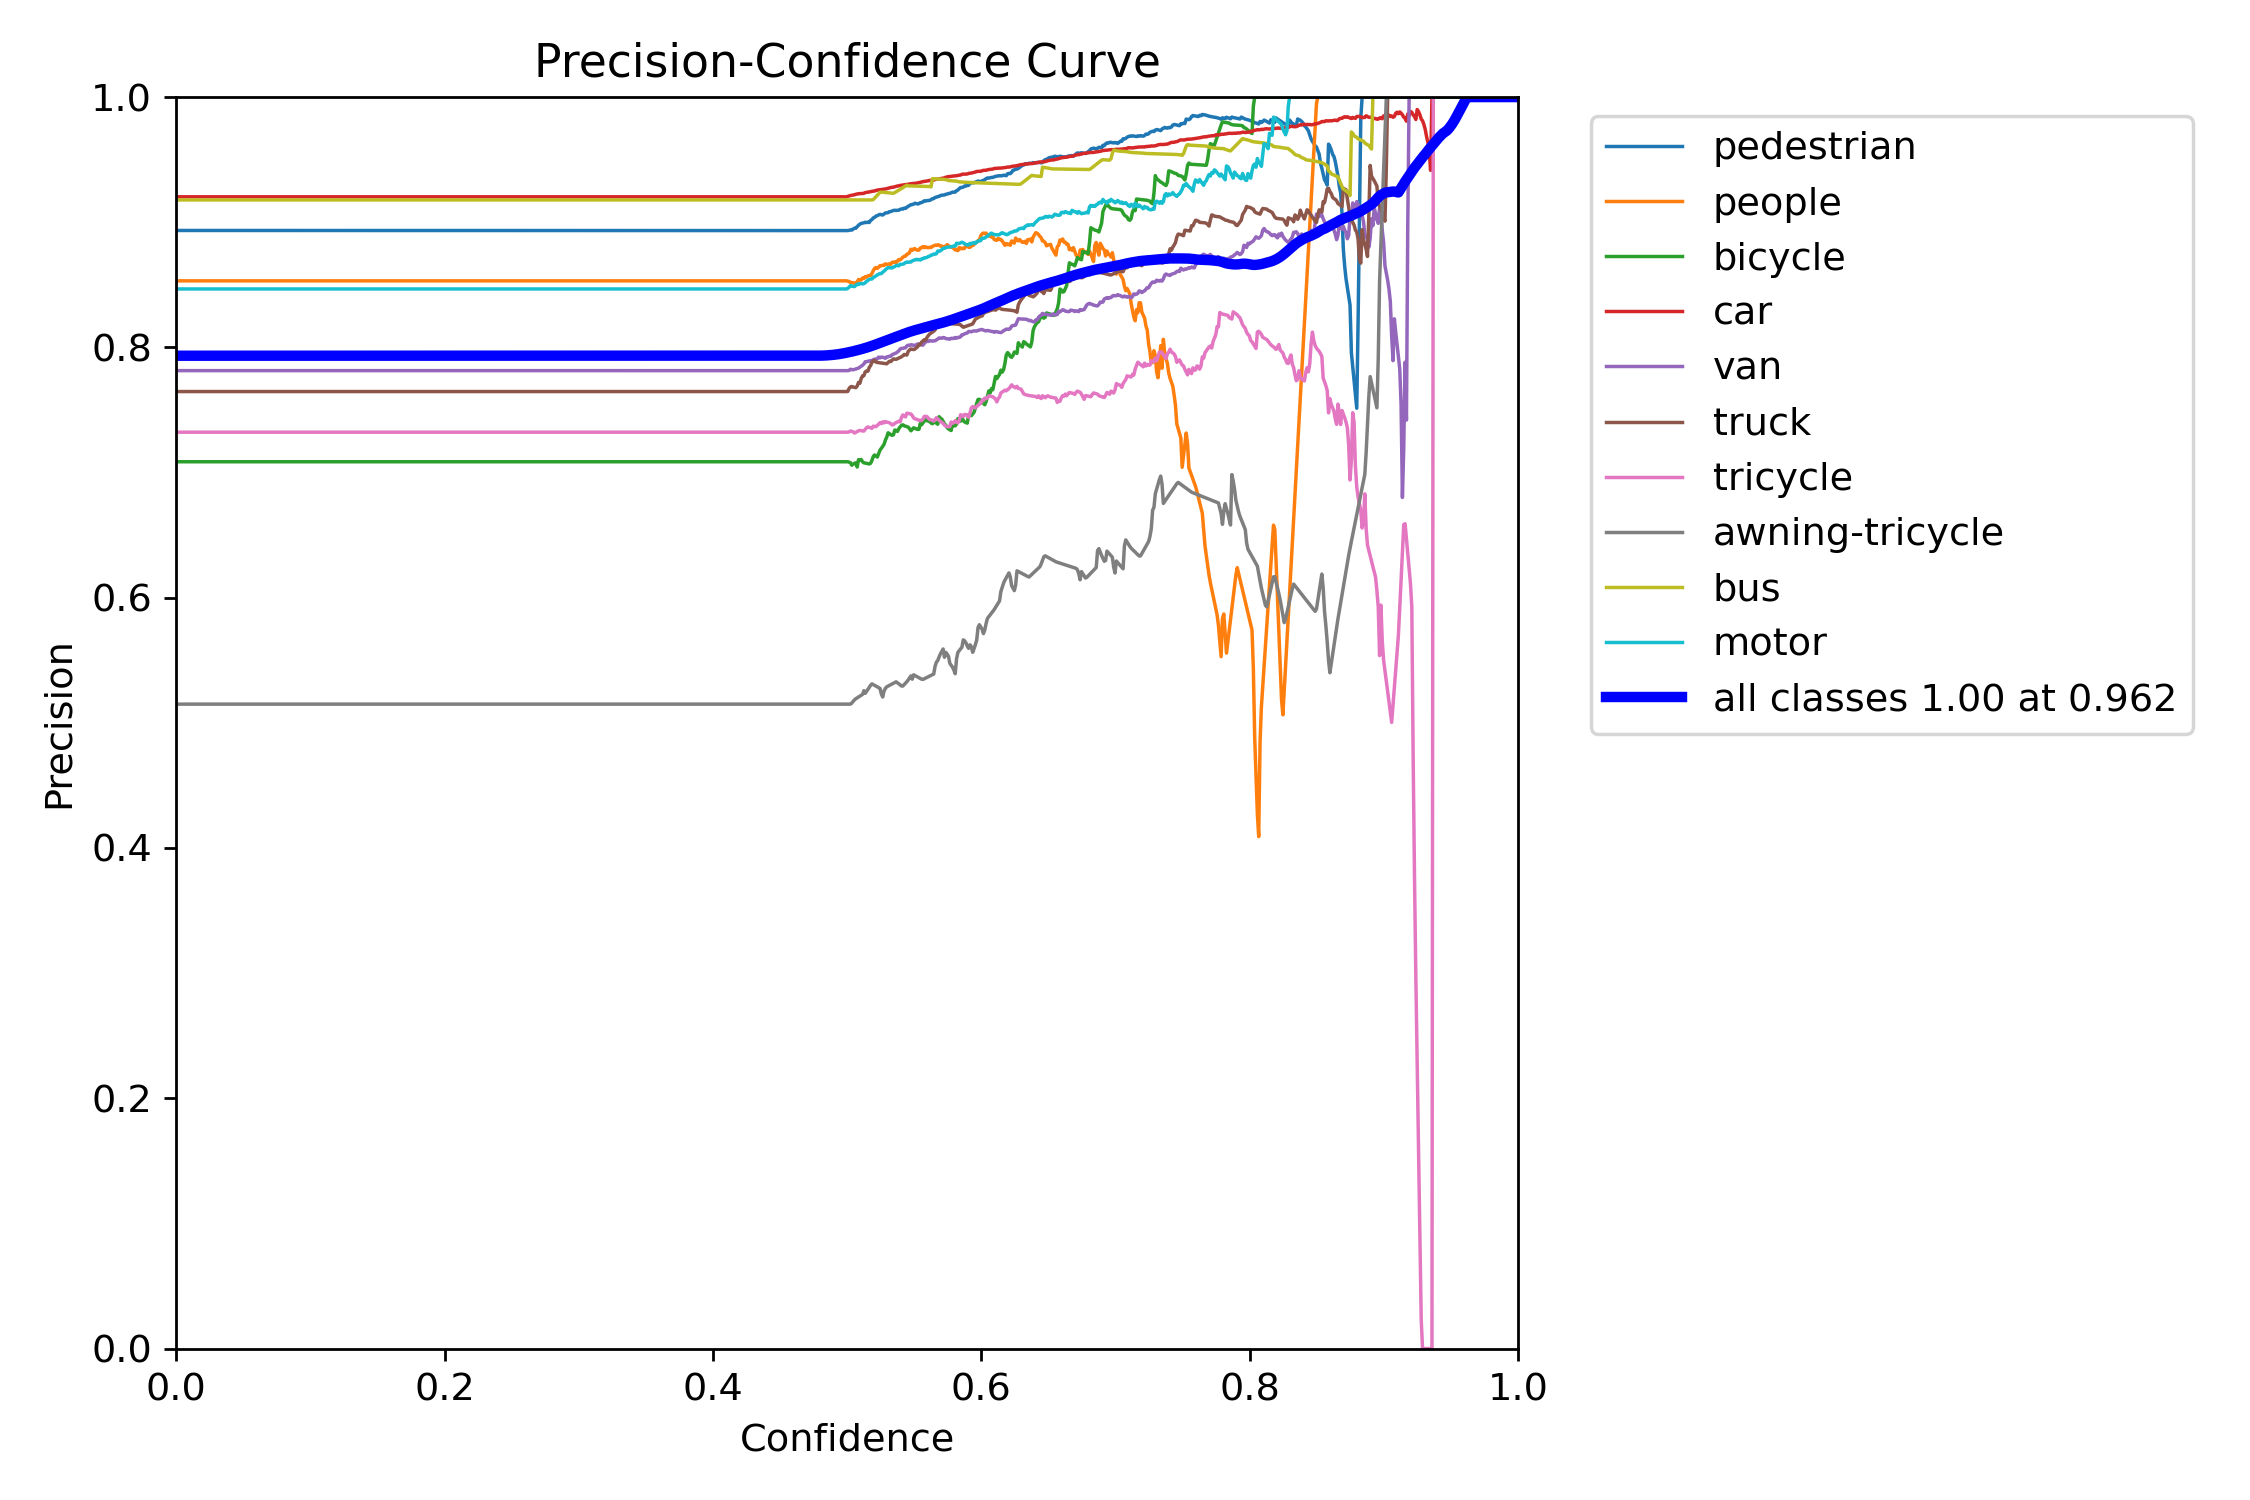 Precision-Confidence Curve
1.0
0.8
0.6
0.4
0.2
0.0
Precision
0.0 0.2 0.4 0.6 0.8 1.0
Confidence
pedestrian
people
bicycle
car
van
truck
tricycle
awning-tricycle
bus
motor
all classes 1.00 at 0.962